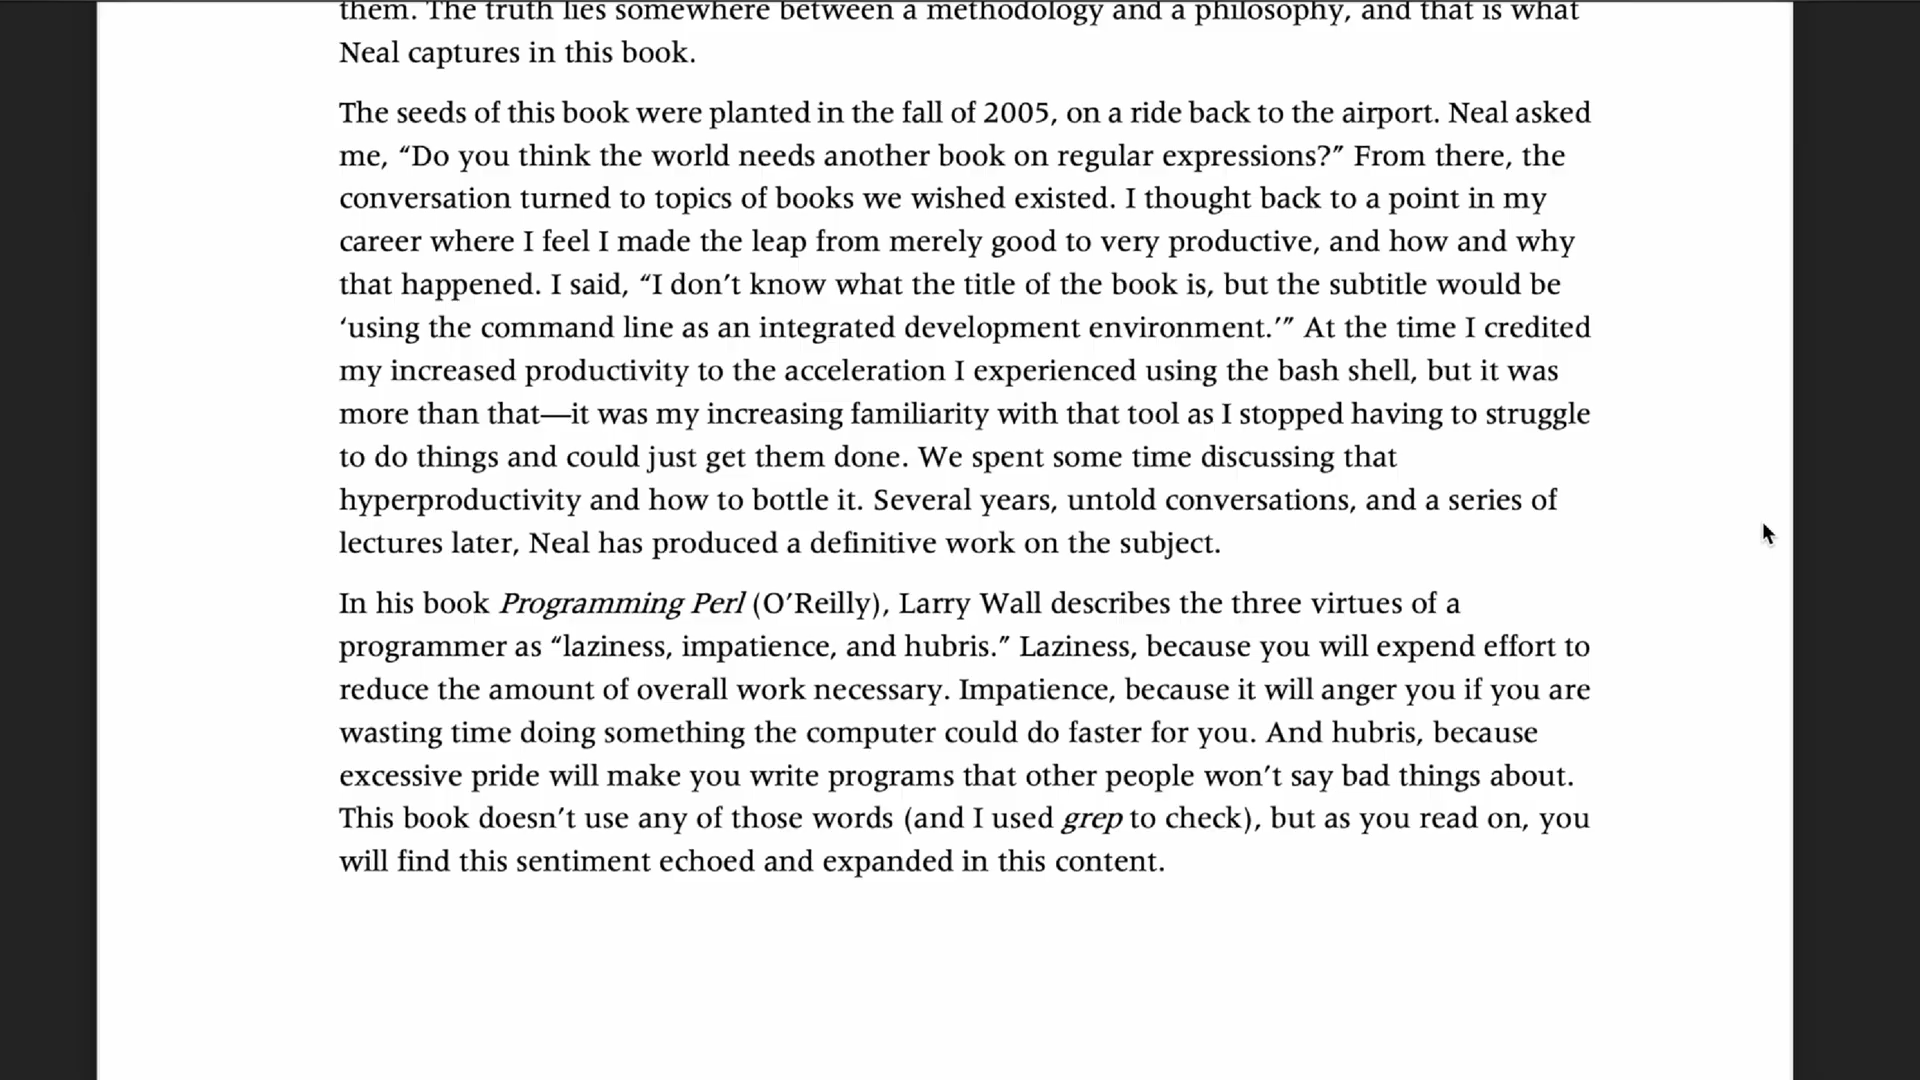 them. The truth lies somewhere between a methodology and a philosophy, and that is what
Neal captures in this book.
The seeds of this book were planted in the fall of 2005, on a ride back to the airport. Neal asked
me, “Do you think the world needs another book on regular expressions?” From there, the
conversation turned to topics of books we wished existed. I thought back to a point in my
career where I feel I made the leap from merely good to very productive, and how and why
that happened. I said, “I don’t know what the title of the book is, but the subtitle would be
‘using the command line as an integrated development environment.’” At the time I credited
my increased productivity to the acceleration I experienced using the bash shell, but it was
more than that—it was my increasing familiarity with that tool as I stopped having to struggle
to do things and could just get them done. We spent some time discussing that
hyperproductivity and how to bottle it. Several years, untold conversations, and a series of
lectures later, Neal has produced a definitive work on the subject.
In his book Programming Perl (O’Reilly), Larry Wall describes the three virtues of a
programmer as “laziness, impatience, and hubris.” Laziness, because you will expend effort to
reduce the amount of overall work necessary. Impatience, because it will anger you if you are
wasting time doing something the computer could do faster for you. And hubris, because
excessive pride will make you write programs that other people won’t say bad things about.
This book doesn’t use any of those words (and I used grep to check), but as you read on, you
will find this sentiment echoed and expanded in this content.